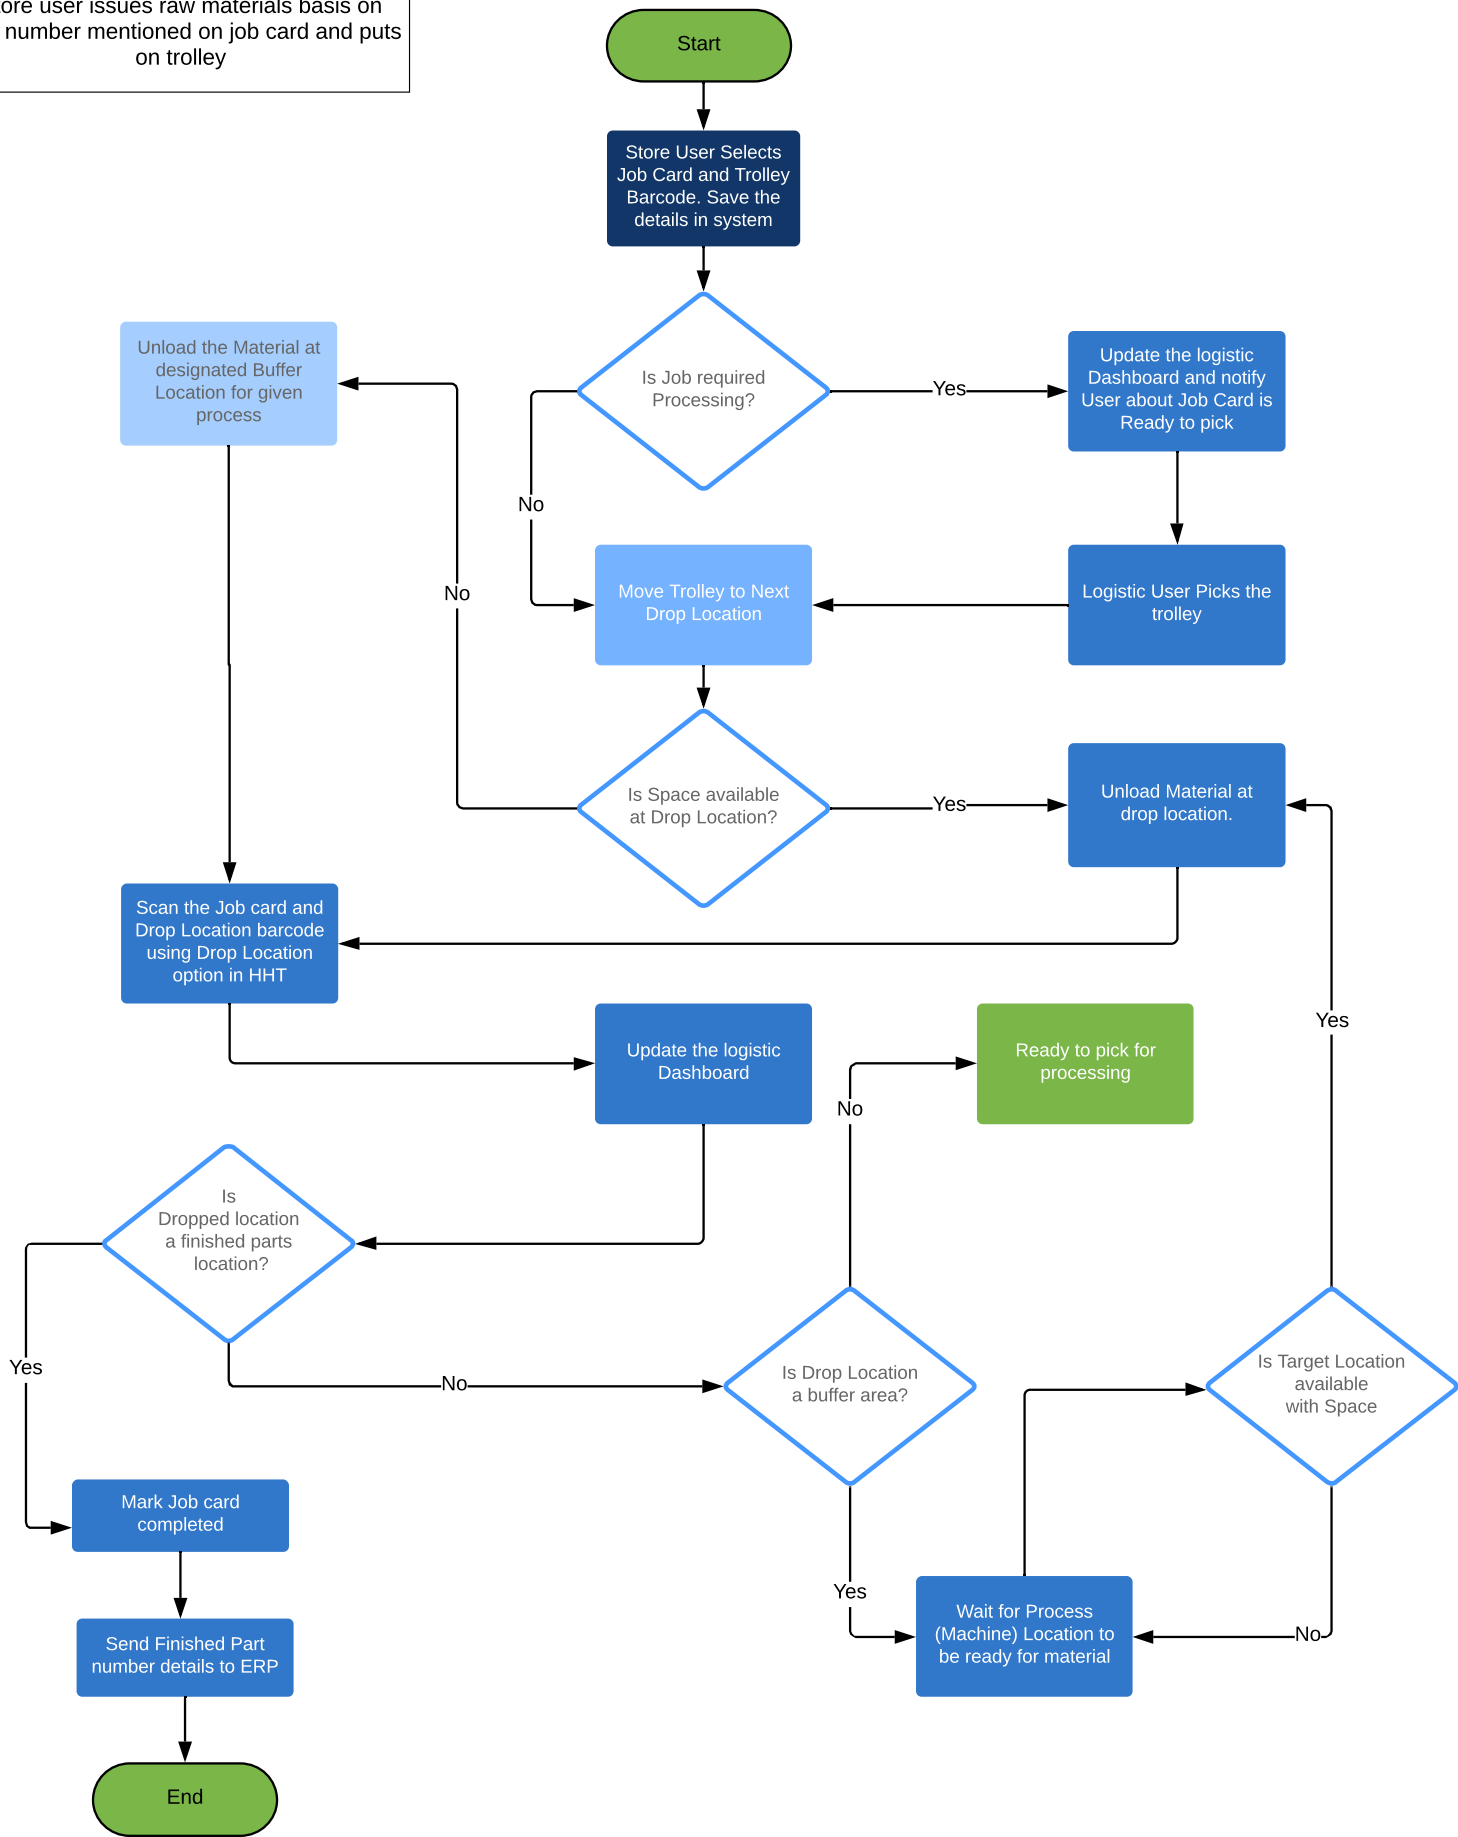 user issues raw materials basis on
number mentioned on job card and puts
on trolley
Start
Store User Selects
Job Card and Trolley
Barcode. Save the
details in system
Is Job required
Processing?
Yes
Update the logistic
Dashboard and notify
User about Job Card is
Ready to pick
Unload the Material at
designated Buffer
Location for given
process
No
No
Move Trolley to Next
Drop Location
Logistic User Picks the
trolley
Is Space available
at Drop Location?
Yes
Unload Material at
drop location.
Scan the Job card and
Drop Location barcode
using Drop Location
option in HHT
Update the logistic
Dashboard
Ready to pick for
processing
Yes
No
Is
Dropped location
a finished parts
location?
Yes
No
Is Drop Location
a buffer area?
Is Target Location
available
with Space
Mark Job card
completed
Yes
Wait for Process
(Machine) Location to
be ready for material
No
Send Finished Part
number details to ERP
End